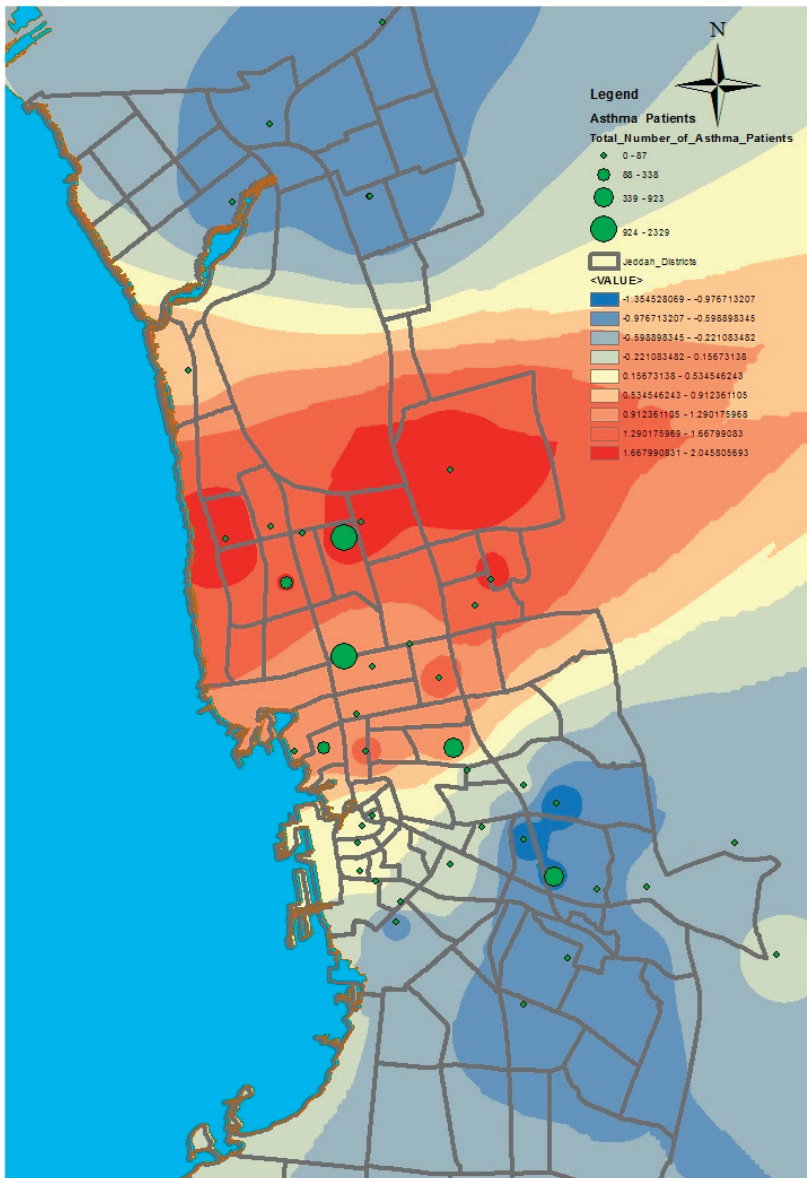 N
Legend
Asthma Patients
Total_Number_of_Asthma_Patients
0 - 87
88 - 338
339 - 923
924 - 2329
Jeddah_Districts
<VALUE>
-1.354528069 - -0.976713207
-0.976713207 - -0.598898345
-0.598898345 - -0.221083482
-0.221083482 - 0.15673138
0.15673138 - 0.534546243
0.534546243 - 0.912361105
0.912361105 - 1.290175968
1.290175969 - 1.66799083
1.667990831 - 2.045805693